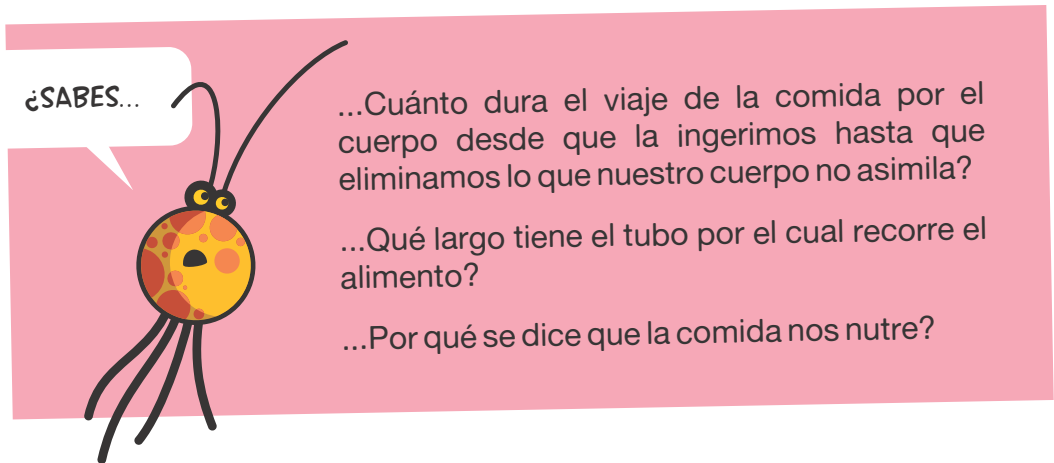 ¿SABES...
...Cuánto dura el viaje de la comida por el
cuerpo desde que la ingerimos hasta que
eliminamos lo que nuestro cuerpo no asimila?
...Qué largo tiene el tubo por el cual recorre el
alimento?
...Por qué se dice que la comida nos nutre?